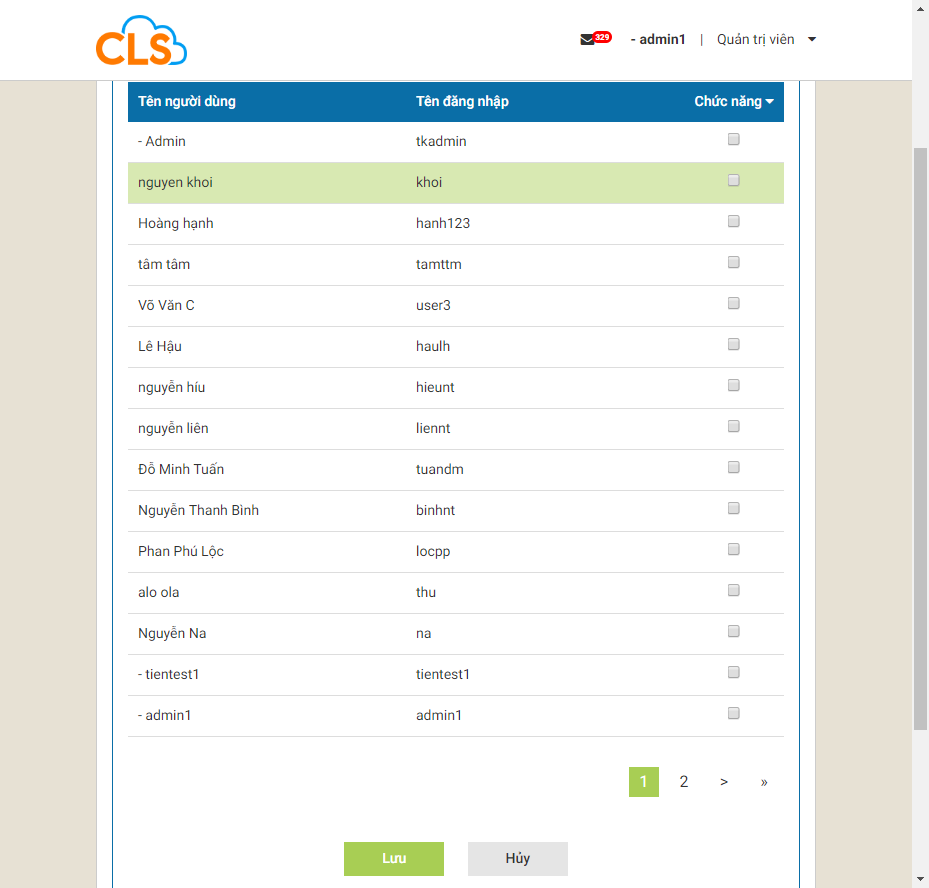 CLS
329 - admin1 | Quản trị viên
Tên người dùng Tên đăng nhập Chức năng
- Admin tkadmin
nguyen khoi khoi
Hoàng hạnh hanh123
tâm tâm tamttm
Võ Văn C user3
Lê Hậu haulh
nguyễn híu hieunt
nguyễn liên liennt
Đỗ Minh Tuấn tuandm
Nguyễn Thanh Bình binhnt
Phan Phú Lộc locpp
alo ola thu
Nguyễn Na na
- tientest1 tientest1
- admin1 admin1
1 2 > »
Lưu Hủy